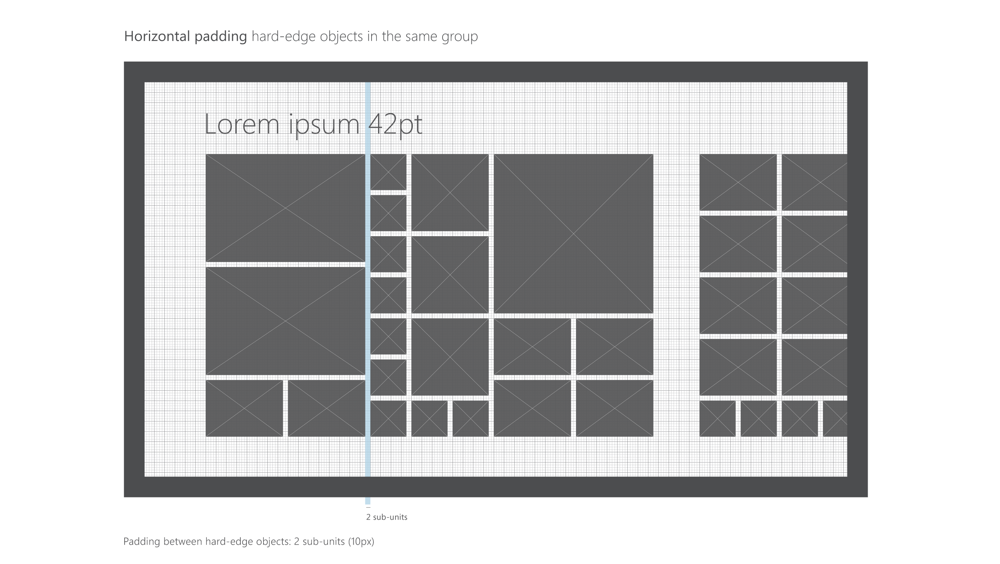 Horizontal padding hard-edge objects in the same group
Lorem ipsum 42pt
2 sub-units
Padding between hard-edge objects: 2 sub-units (10px)